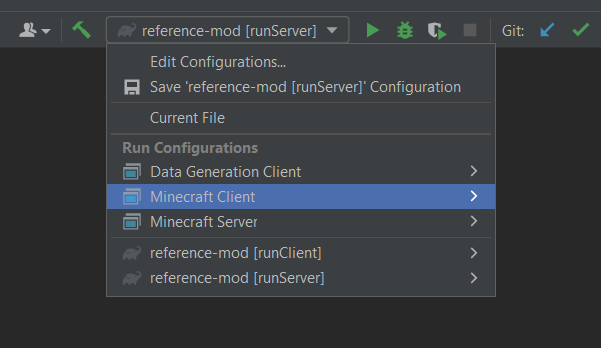 reference-mod [runServer]
Git:
Edit Configurations...
Save 'reference-mod [runServer]' Configuration
Current File
Run Configurations
Data Generation Client
Minecraft Client
Minecraft Server
reference-mod [runClient]
reference-mod [runServer]